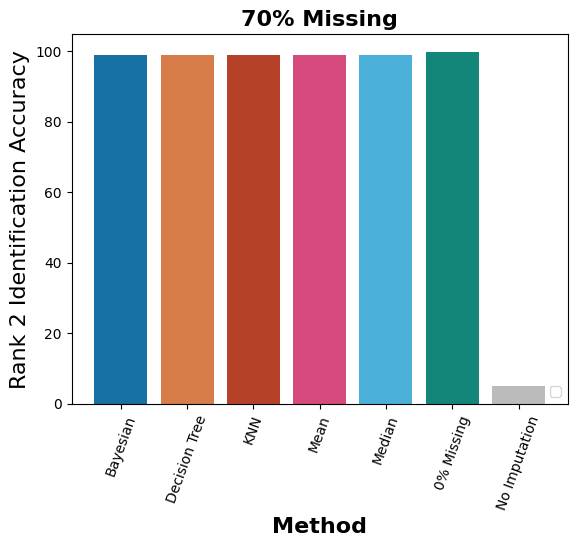 70% Missing
Rank 2 Identification Accuracy
100
80
60
40
20
0
Bayesian
Decision Tree
KNN
Mean
Median
0% Missing
No Imputation
Method